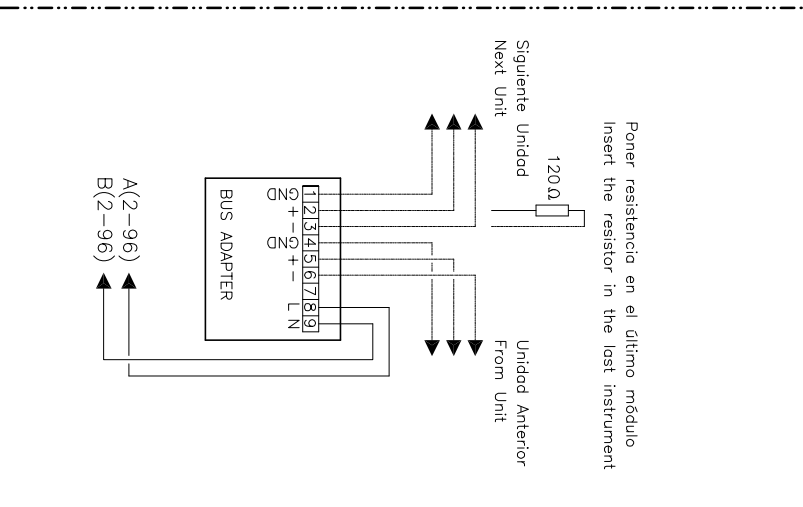 Poner resistencia en el último módulo
Insert the resistor in the last instrument
Siguiente Unidad
Next Unit
120Ω
Unidad Anterior
From Unit
1 GND
2 +
3 -
4 GND
5 +
6 -
7
8 L
9 N
BUS ADAPTER
A(2-96)
B(2-96)